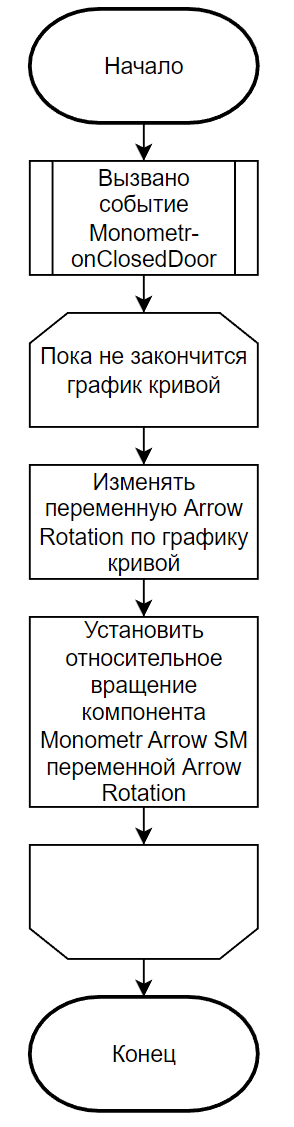 Начало
Вызвано
событие
Monometr-
onClosedDoor
Пока не закончится
график кривой
Изменять
переменную Arrow
Rotation по графику
кривой
Установить
относительное
вращение
компонента
Monometr Arrow SM
переменной Arrow
Rotation
Конец